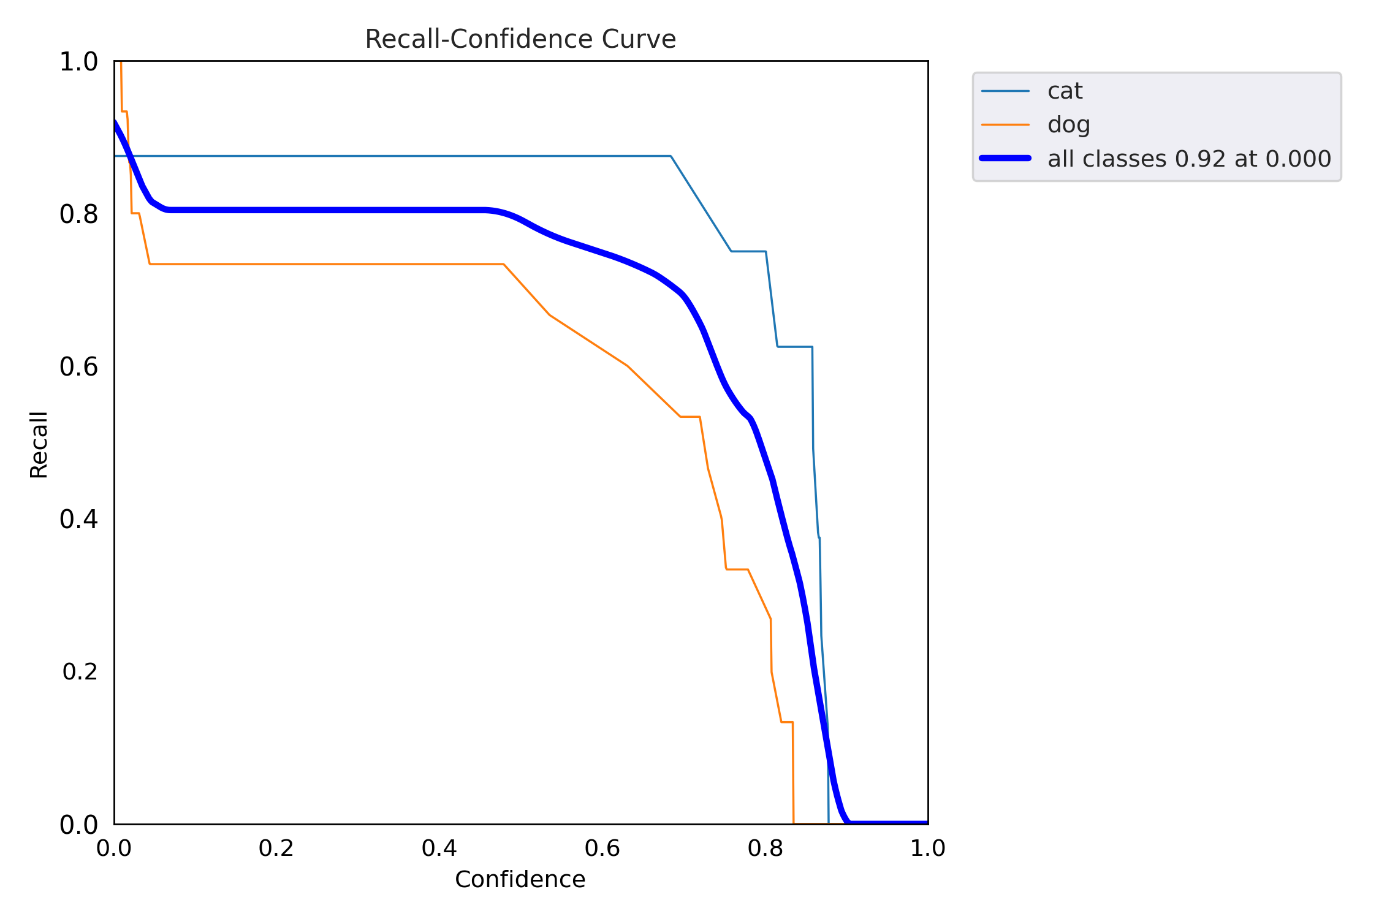 Recall-Confidence Curve
1.0
0.8
0.6
0.4
0.2
0.0
Recall
0.0 0.2 0.4 0.6 0.8 1.0
Confidence
cat
dog
all classes 0.92 at 0.000